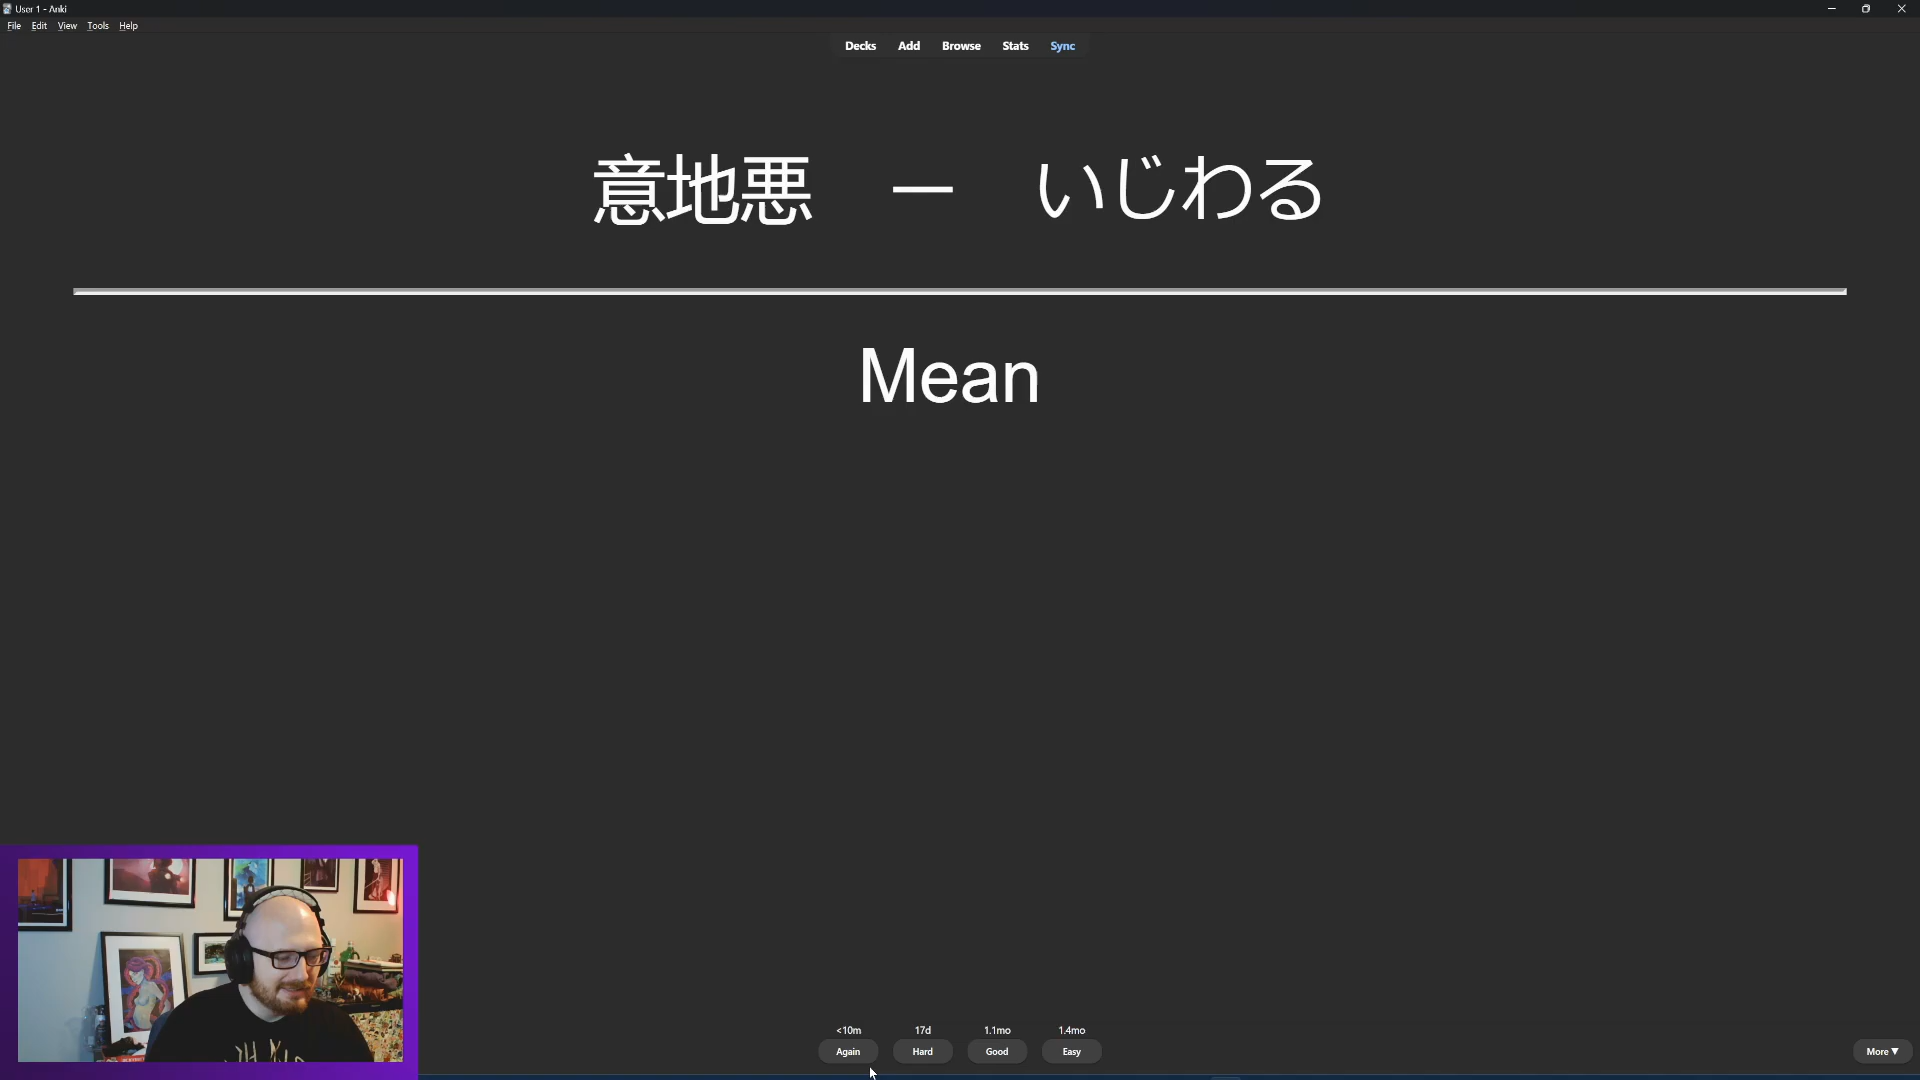 User 1 - Anki
File Edit View Tools Help
Decks Add Browse Stats Sync
意地悪 ー いじわる
Mean
<10m 17d 1.1mo 1.4mo
Again Hard Good Easy
More ▼